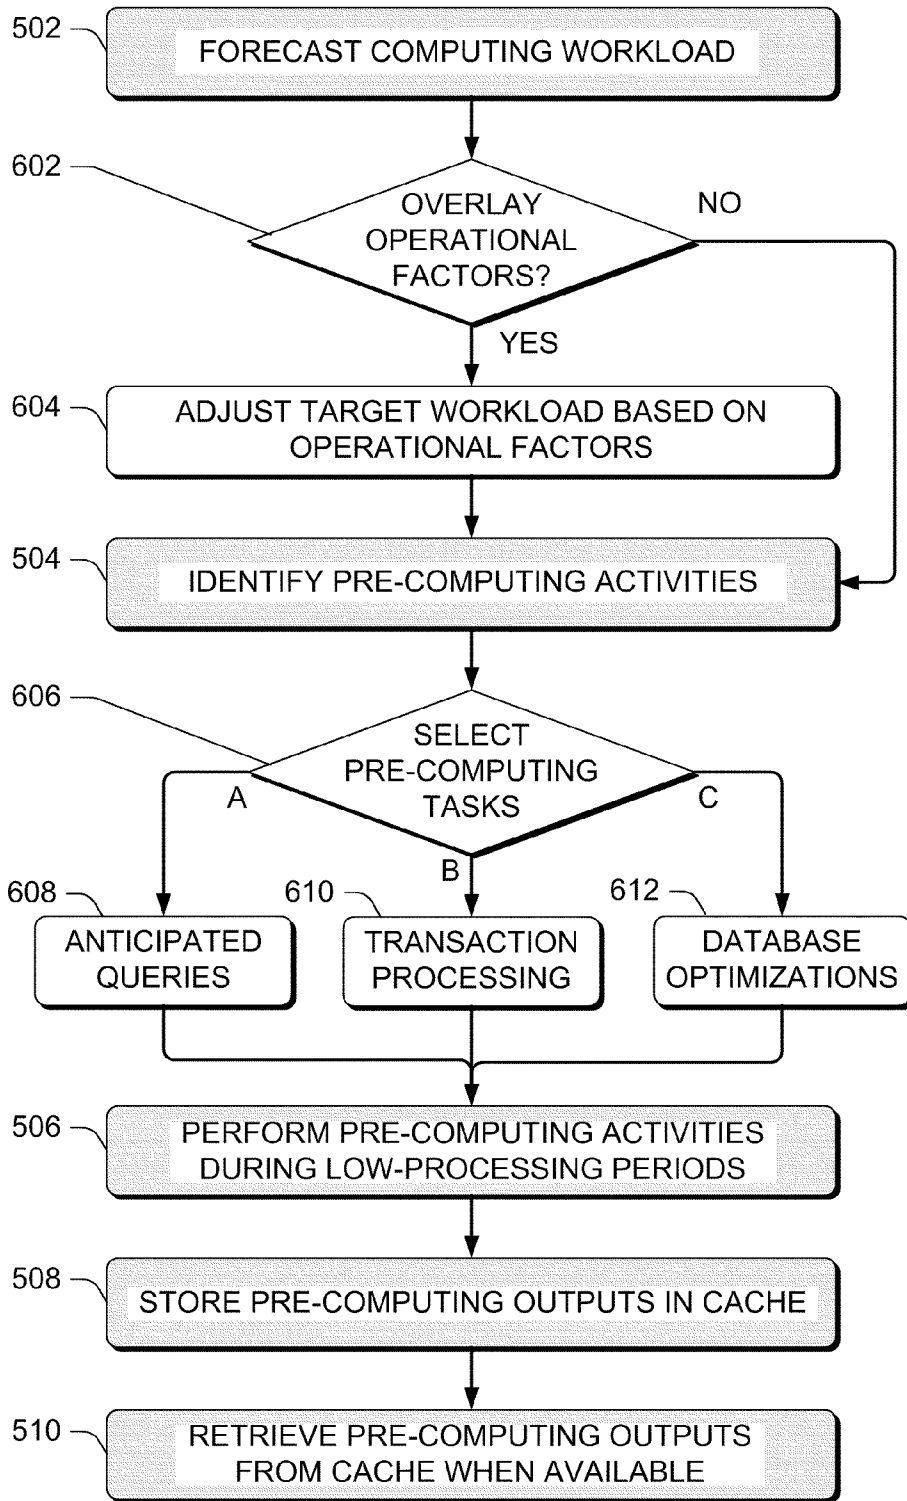 502
FORECAST COMPUTING WORKLOAD
602
OVERLAY
OPERATIONAL
FACTORS?
NO
YES
604
ADJUST TARGET WORKLOAD BASED ON
OPERATIONAL FACTORS
504
IDENTIFY PRE-COMPUTING ACTIVITIES
606
SELECT
PRE-COMPUTING
TASKS
A
B
C
608
ANTICIPATED
QUERIES
610
TRANSACTION
PROCESSING
612
DATABASE
OPTIMIZATIONS
506
PERFORM PRE-COMPUTING ACTIVITIES
DURING LOW-PROCESSING PERIODS
508
STORE PRE-COMPUTING OUTPUTS IN CACHE
510
RETRIEVE PRE-COMPUTING OUTPUTS
FROM CACHE WHEN AVAILABLE